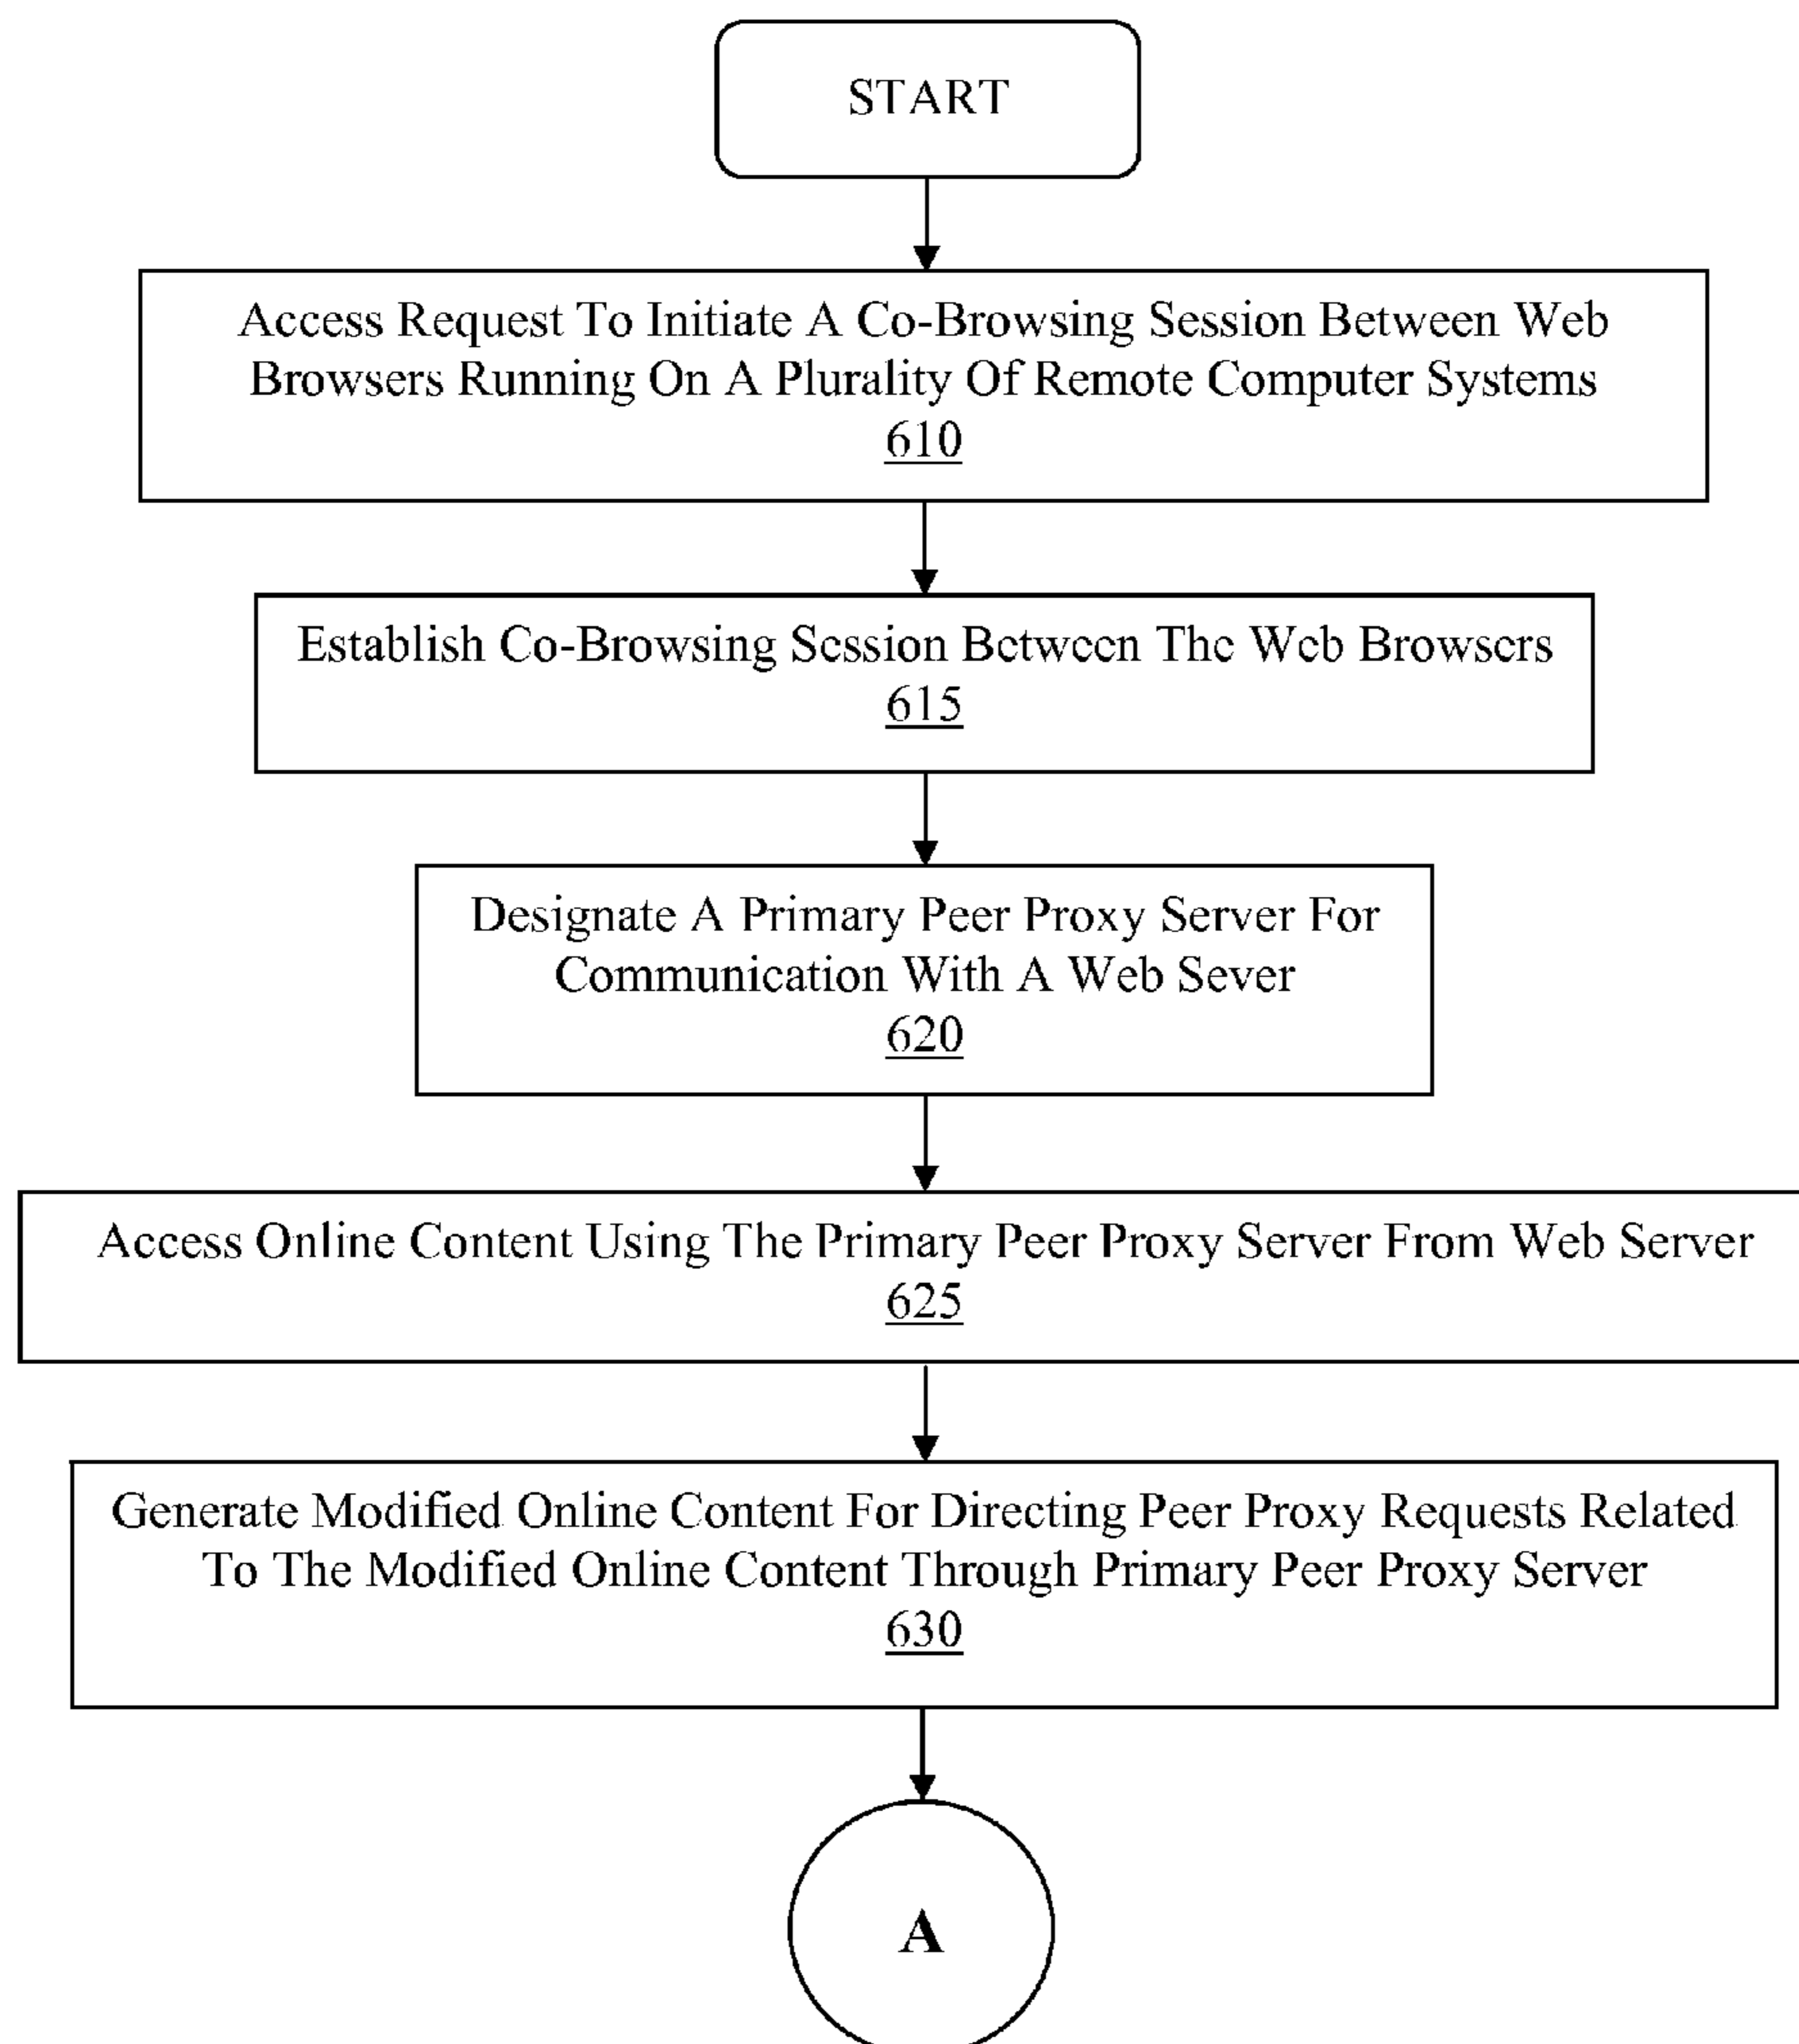 START
Access Request To Initiate A Co-Browsing Session Between Web
Browsers Running On A Plurality Of Remote Computer Systems
610
Establish Co-Browsing Session Between The Web Browsers
615
Designate A Primary Peer Proxy Server For
Communication With A Web Sever
620
Access Online Content Using The Primary Peer Proxy Server From Web Server
625
Generate Modified Online Content For Directing Peer Proxy Requests Related
To The Modified Online Content Through Primary Peer Proxy Server
630
A